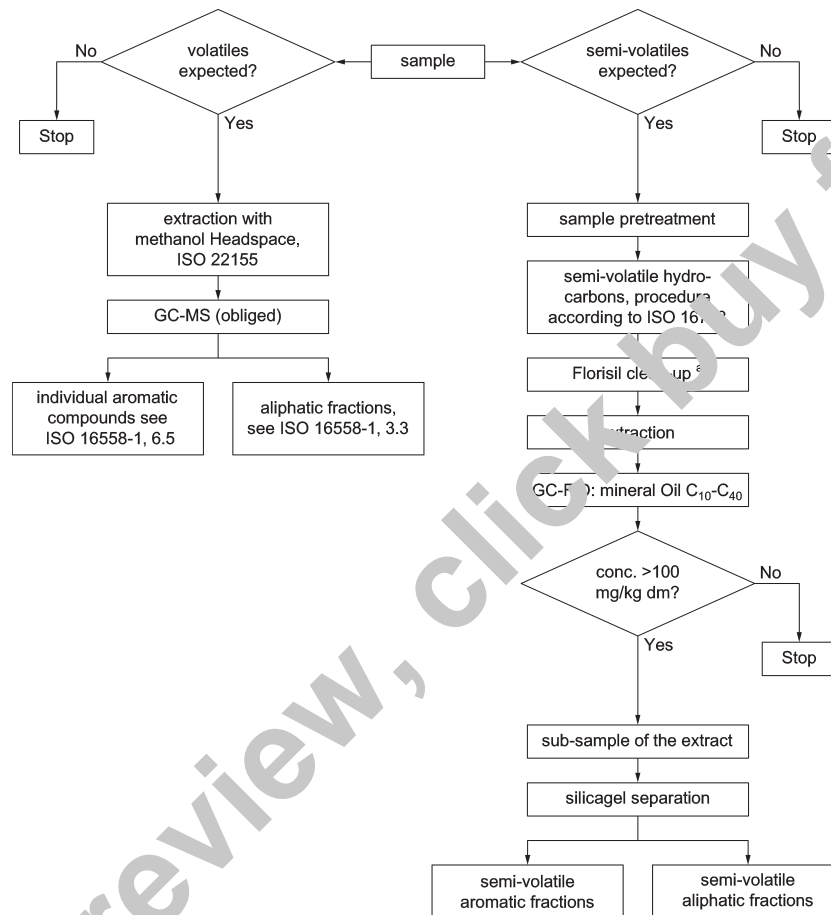 No
volatiles
expected?
sample
semi-volatiles
expected?
No
Stop
Yes
Yes
Stop
extraction with
methanol Headspace,
ISO 22155
sample pretreatment
GC-MS (obliged)
semi-volatile hydro-
carbons, procedure
according to ISO
individual aromatic
compounds see
ISO 16558-1, 6.5
aliphatic fractions,
see ISO 16558-1, 3.3
Florisil
mineral Oil C10-C40
conc. >100
mg/kg dm?
No
Yes
Stop
sub-sample of the extract
silicagel separation
semi-volatile
aromatic fractions
semi-volatile
aliphatic fractions
review, click buy